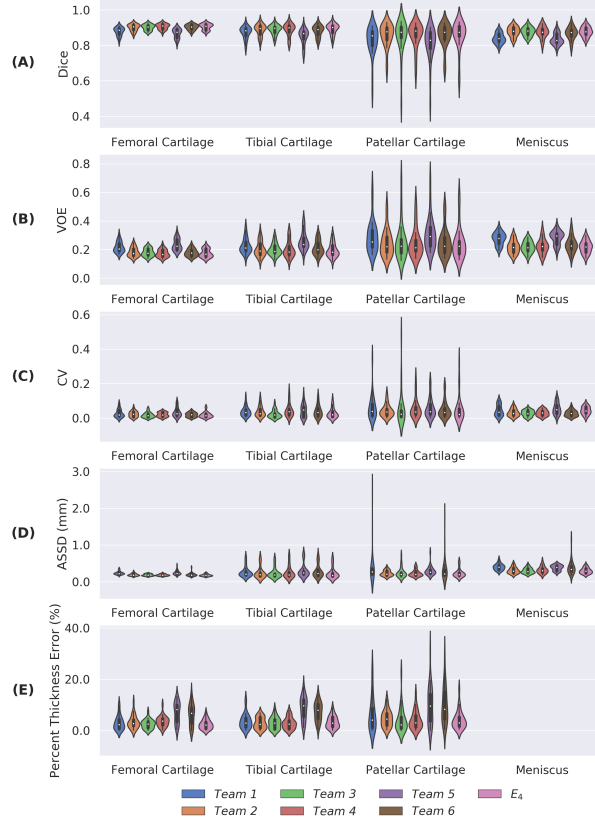 (A)
Dice
1.0
0.8
0.6
0.4
Femoral Cartilage Tibial Cartilage Patellar Cartilage Meniscus
(B)
VOE
0.8
0.6
0.4
0.2
0.0
Femoral Cartilage Tibial Cartilage Patellar Cartilage Meniscus
(C)
CV
0.6
0.4
0.2
0.0
Femoral Cartilage Tibial Cartilage Patellar Cartilage Meniscus
(D)
ASSD (mm)
3.0
2.0
1.0
0.0
Femoral Cartilage Tibial Cartilage Patellar Cartilage Meniscus
(E)
Percent Thickness Error (%)
40.0
20.0
0.0
Femoral Cartilage Tibial Cartilage Patellar Cartilage Meniscus
Team 1 Team 3 Team 5 E4
Team 2 Team 4 Team 6